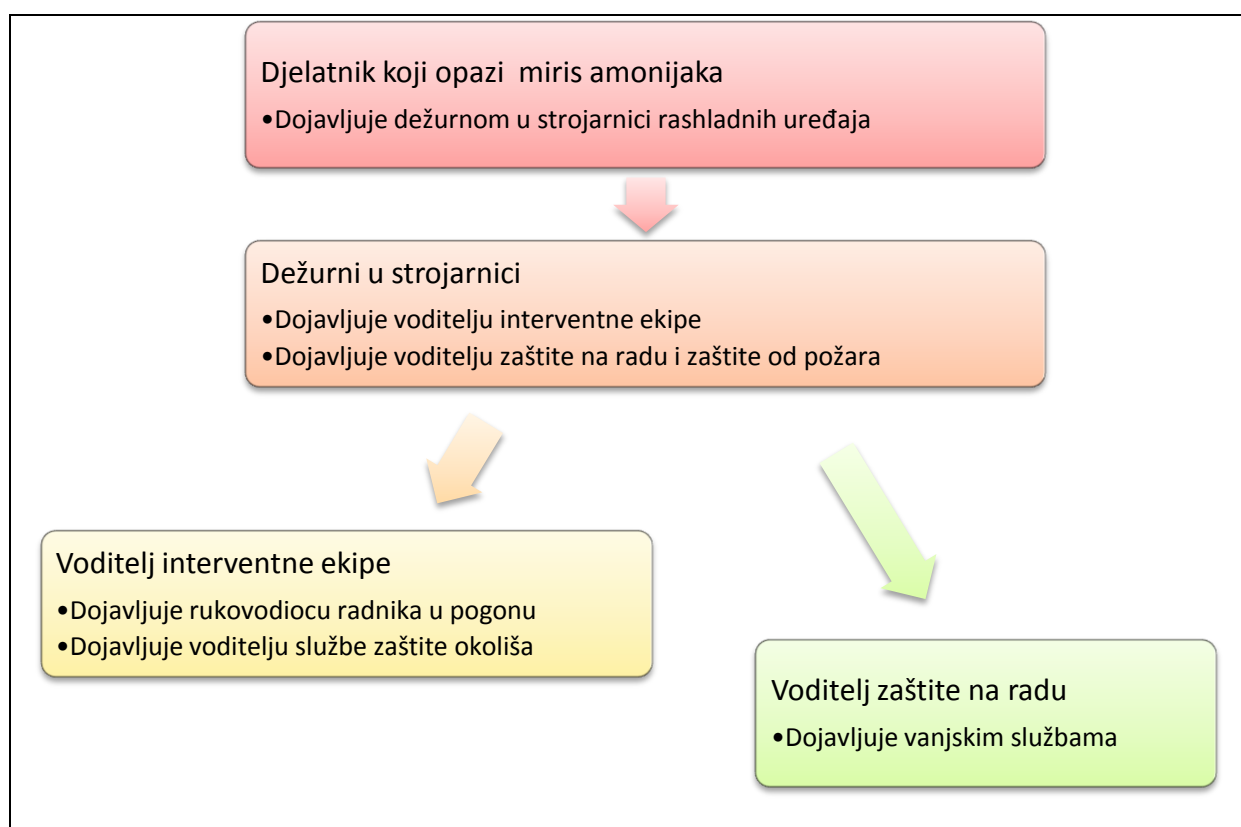 Djelatnik koji opazi  miris amonijaka
•Dojavljuje dežurnom u strojarnici rashladnih uređaja
Dežurni u strojarnici
•Dojavljuje voditelju interventne ekipe
•Dojavljuje voditelju zaštite na radu i zaštite od požara
Voditelj interventne ekipe
•Dojavljuje rukovodiocu radnika u pogonu
•Dojavljuje voditelju službe zaštite okoliša
Voditelj zaštite na radu
•Dojavljuje vanjskim službama